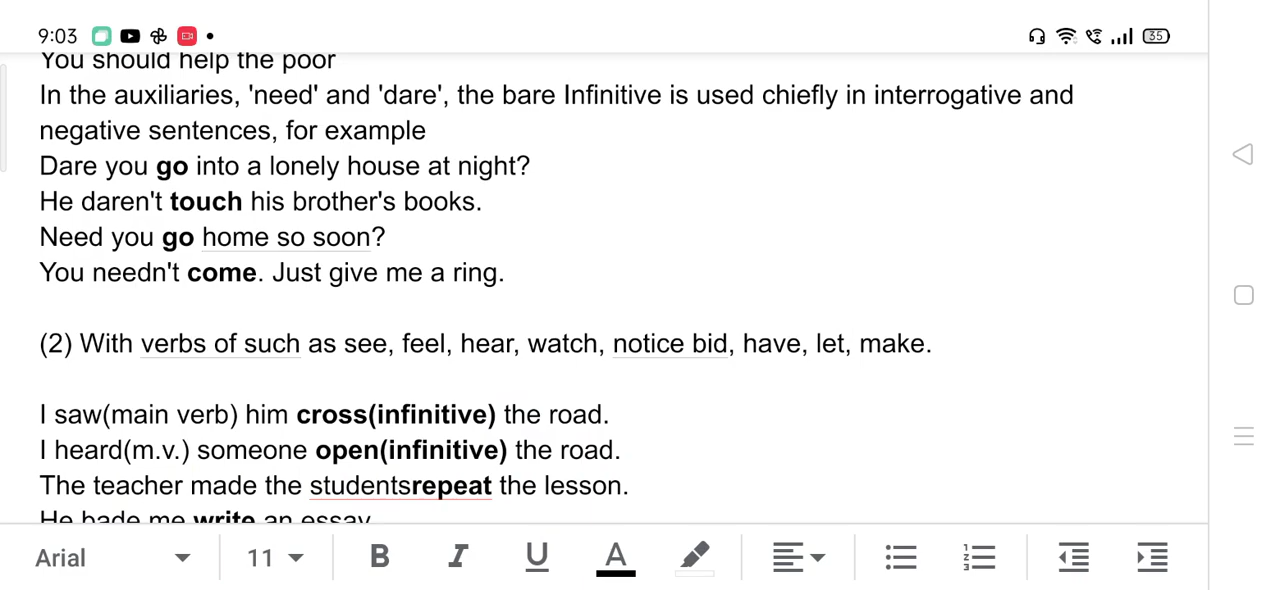 9:03 35
You should help the poor
In the auxiliaries, 'need' and 'dare', the bare Infinitive is used chiefly in interrogative and
negative sentences, for example
Dare you go into a lonely house at night?
He daren't touch his brother's books.
Need you go home so soon?
You needn't come. Just give me a ring.
(2) With verbs of such as see, feel, hear, watch, notice bid, have, let, make.
I saw(main verb) him cross(infinitive) the road.
I heard(m.v.) someone open(infinitive) the road.
The teacher made the studentsrepeat the lesson.
He bade me write an essay
Arial 11 B I U A